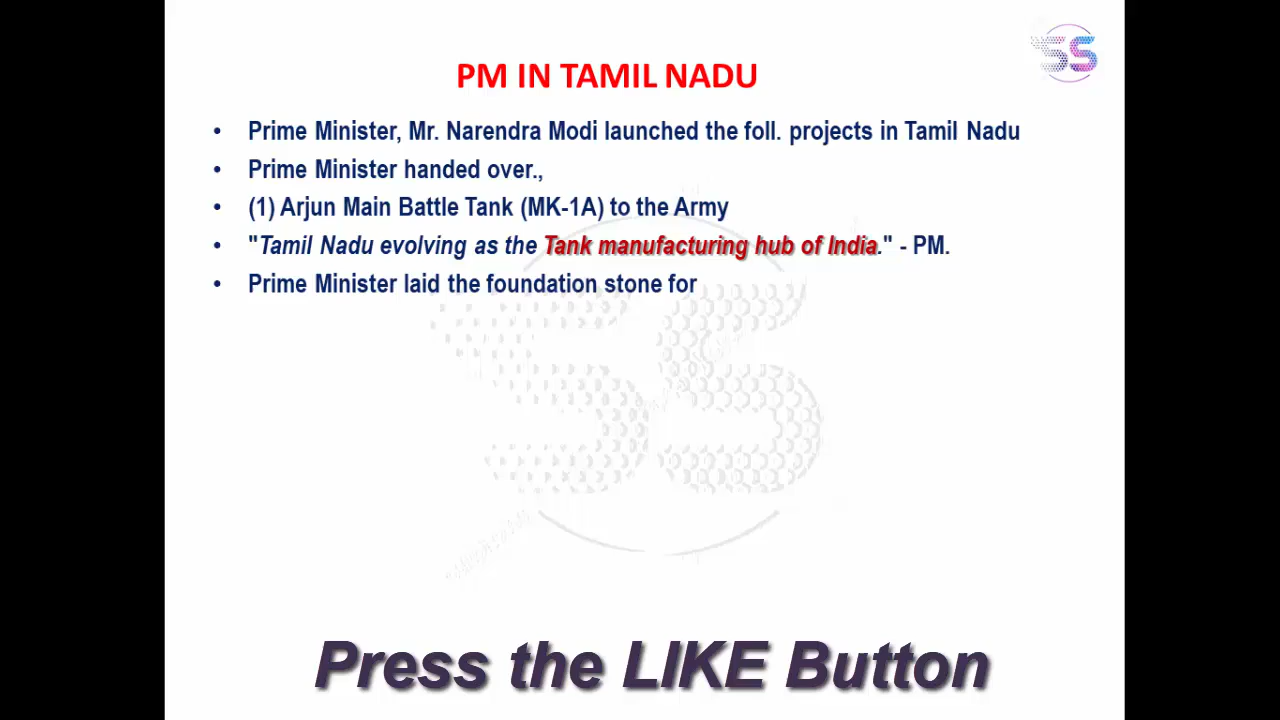 SS
PM IN TAMIL NADU
• Prime Minister, Mr. Narendra Modi launched the foll. projects in Tamil Nadu
• Prime Minister handed over.,
• (1) Arjun Main Battle Tank (MK-1A) to the Army
• "Tamil Nadu evolving as the Tank manufacturing hub of India." - PM.
• Prime Minister laid the foundation stone for
SS
Press the LIKE Button